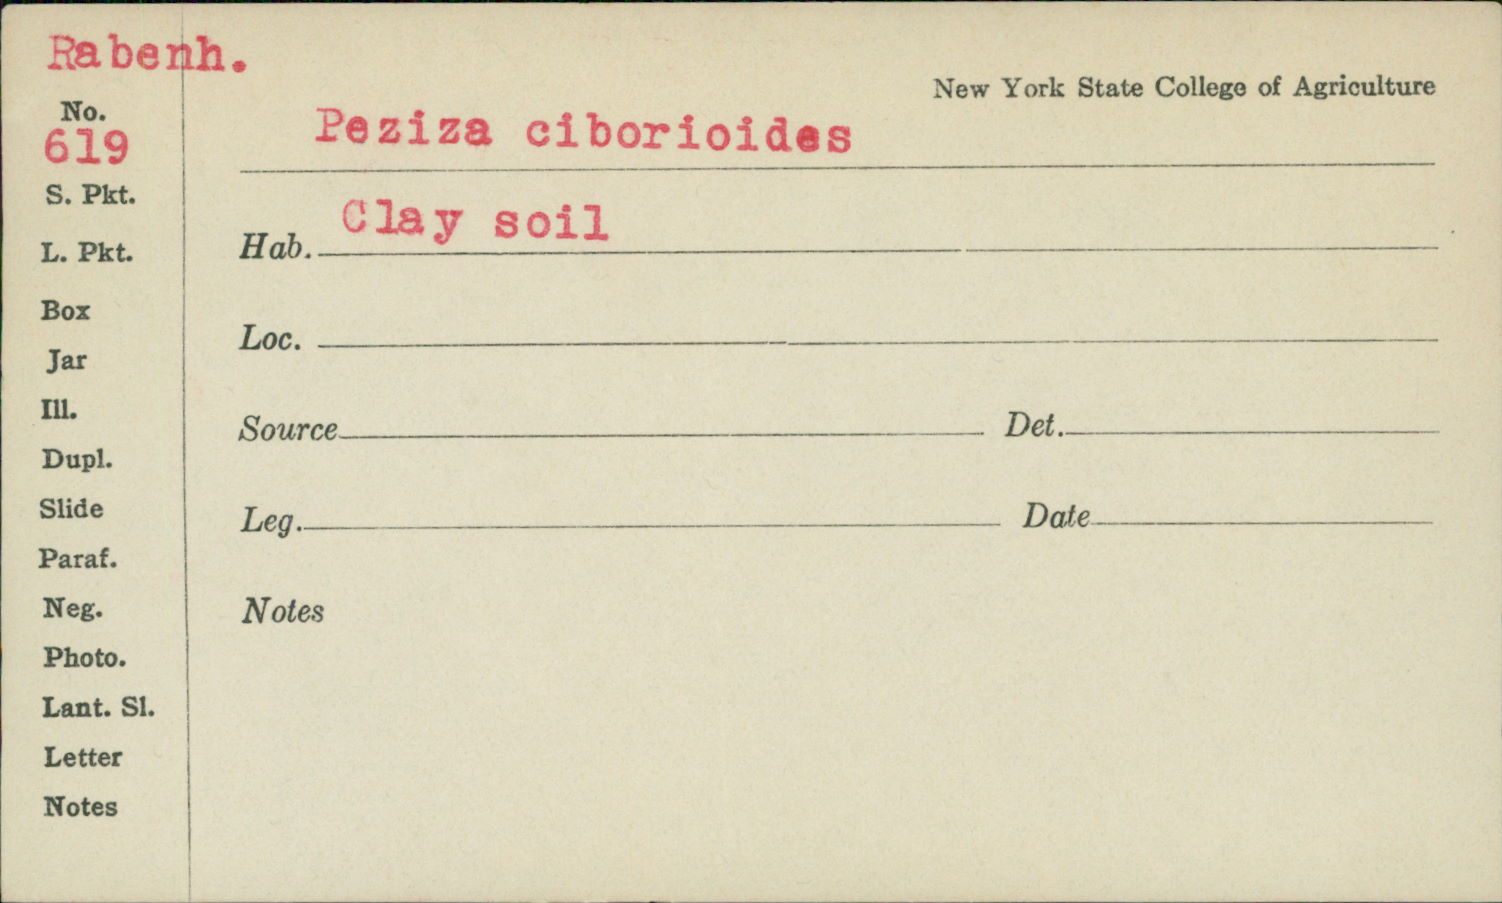 Rabenh.
New York State College of Agriculture
No.
619
Peziza ciborioides
S. Pkt.
Hab. Clay soil
L. Pkt.
Box
Loc.
Jar
Ill.
Source Det.
Dupl.
Slide
Leg. Date
Paraf.
Neg.
Notes
Photo.
Lant. Sl.
Letter
Notes